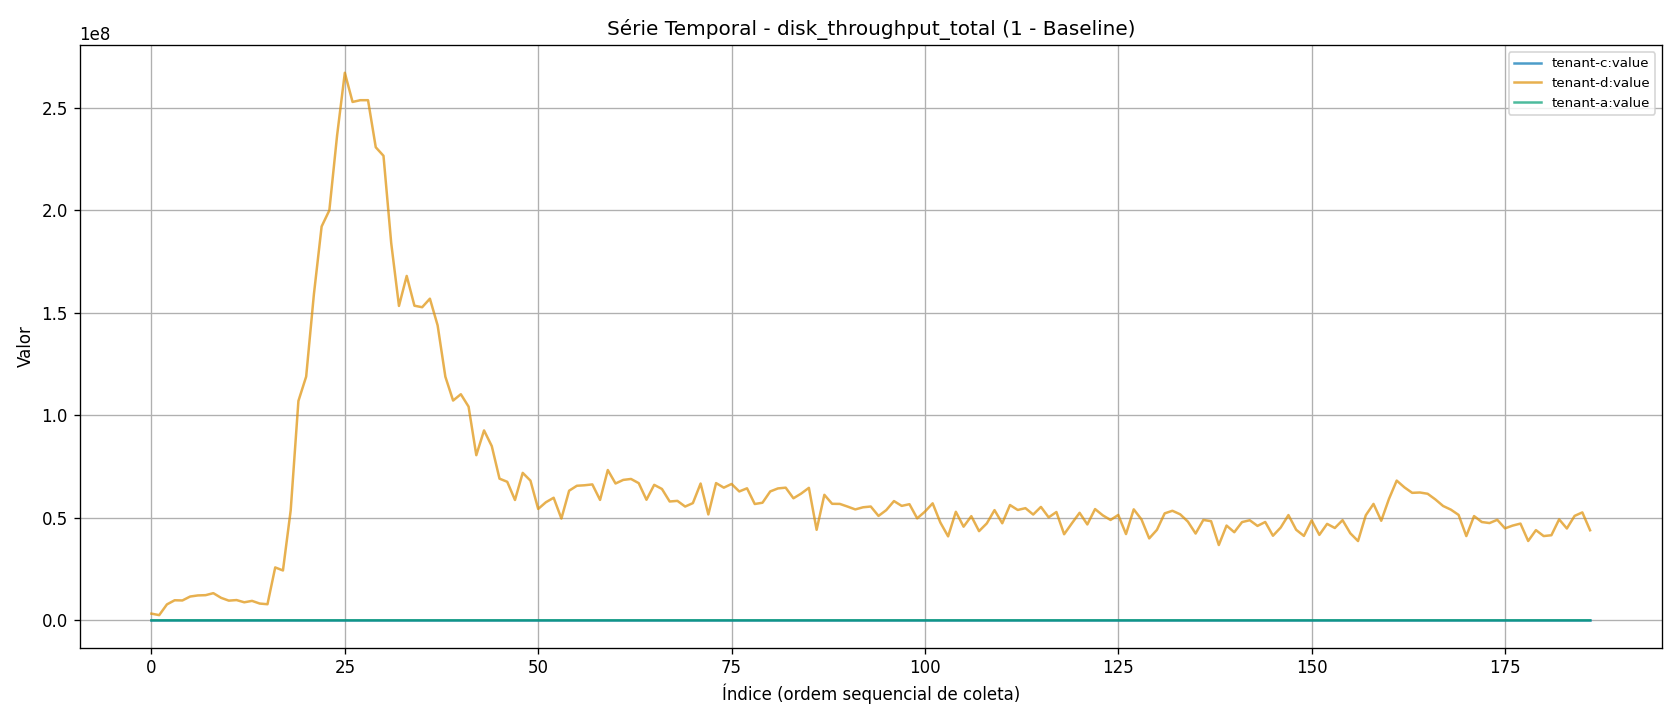 Série Temporal - disk_throughput_total (1 - Baseline)
1e8
tenant-c:value
tenant-d:value
tenant-a:value
2.5
2.0
1.5
1.0
0.5
0.0
Valor
0 25 50 75 100 125 150 175
Índice (ordem sequencial de coleta)